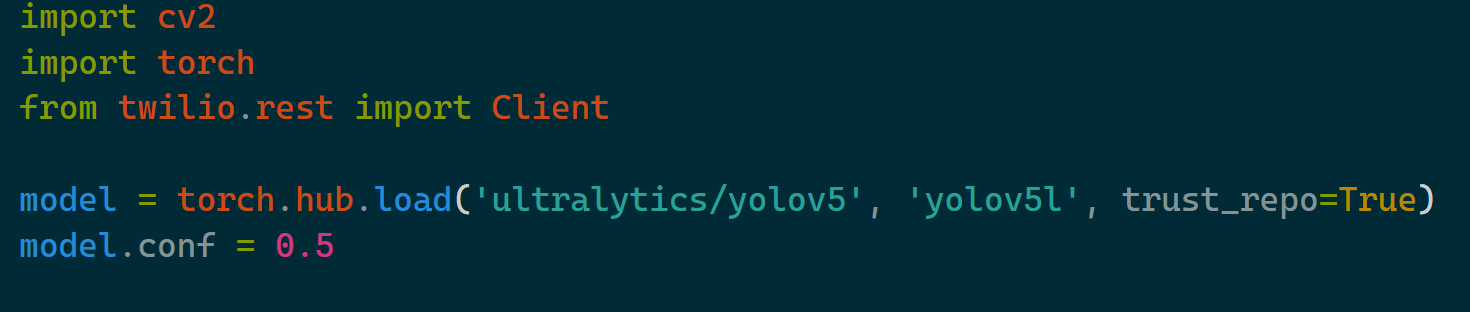 import cv2
import torch
from twilio.rest import Client
model = torch.hub.load('ultralytics/yolov5', 'yolov5l', trust_repo=True)
model.conf = 0.5